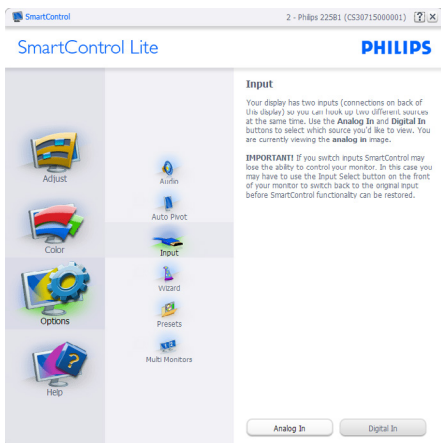 SmartControl
2 - Philips 225B1 (CS30715000001)
SmartControl Lite
PHILIPS
Adjust
Color
Options
Help
Audio
Auto Pivot
Input
Wizard
Presets
Multi Monitors
Input
Your display has two inputs (connections on back of
this display) so you can hook up two different sources
at the same time. Use the Analog In and Digital In
buttons to select which source you'd like to view. You
are currently viewing the analog in image.
IMPORTANT! If you switch inputs SmartControl may
lose the ability to control your monitor. In this case you
may have to use the Input Select button on the front
of your monitor to switch back to the original input
before SmartControl functionality can be restored.
Analog In
Digital In